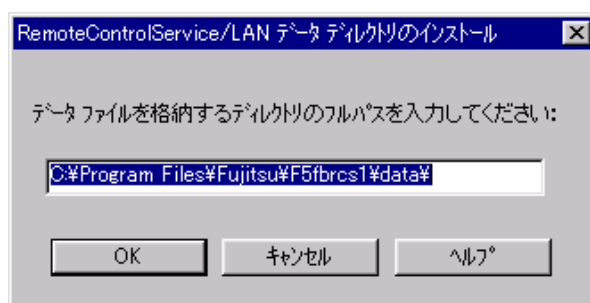 RemoteControlService/LAN ﾃﾞｰﾀ ﾃﾞｨﾚｸﾄﾘのｲﾝｽﾄｰﾙ
ﾃﾞｰﾀ ﾌｧｲﾙを格納するﾃﾞｨﾚｸﾄﾘのﾌﾙﾊﾟｽを入力してください:
C:¥Program Files¥Fujitsu¥F5fbrcs1¥data¥
OK ｷｬﾝｾﾙ ﾍﾙﾌﾟ